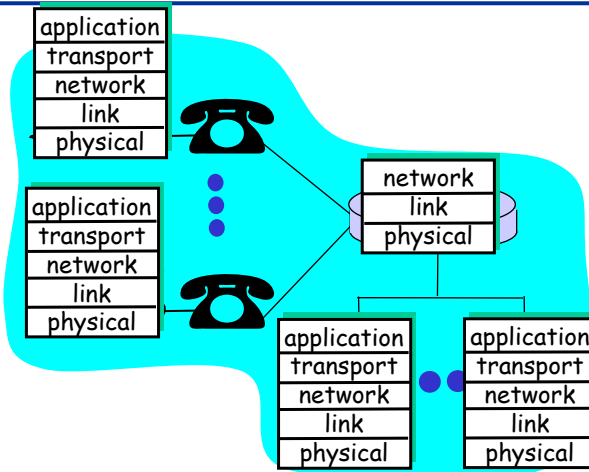 application
transport
network
link
physical
application
transport
network
link
physical
network
link
physical
application
transport
network
link
physical
application
transport
network
link
physical